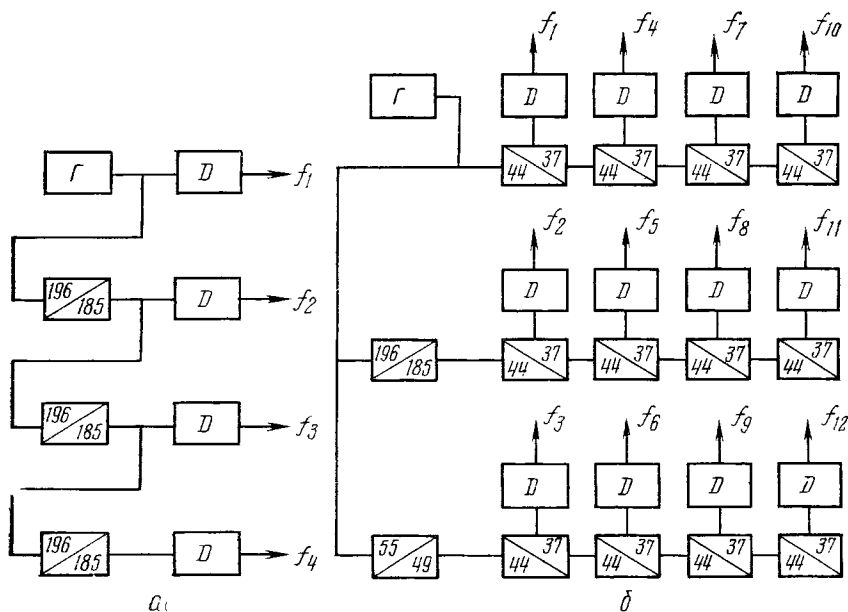 f1 f4 f7 f10
Г D D D D
44 37 44 37 44 37 44 37
Г D f1
f2 f5 f8 f11
196 185 D f2
D D D D
196 185 44 37 44 37 44 37 44 37
196 185 D f3
f3 f6 f9 f12
D D D D
196 185 D f4
55 49 44 37 44 37 44 37 44 37
а б